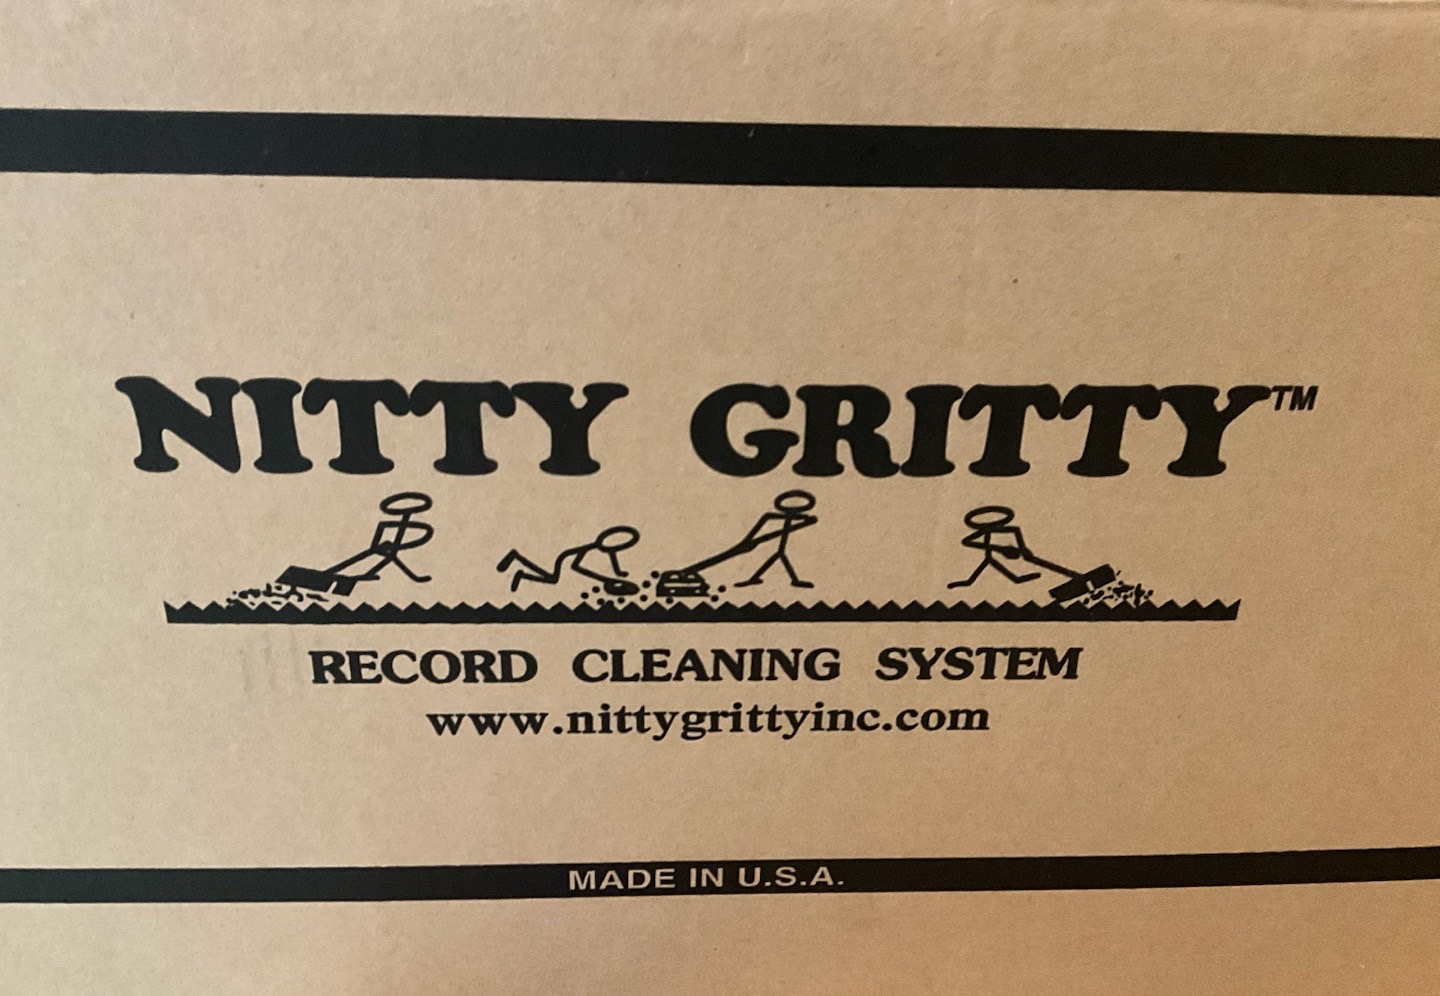 NITTY GRITTY™
RECORD CLEANING SYSTEM
www.nittygrittyinc.com
MADE IN U.S.A.